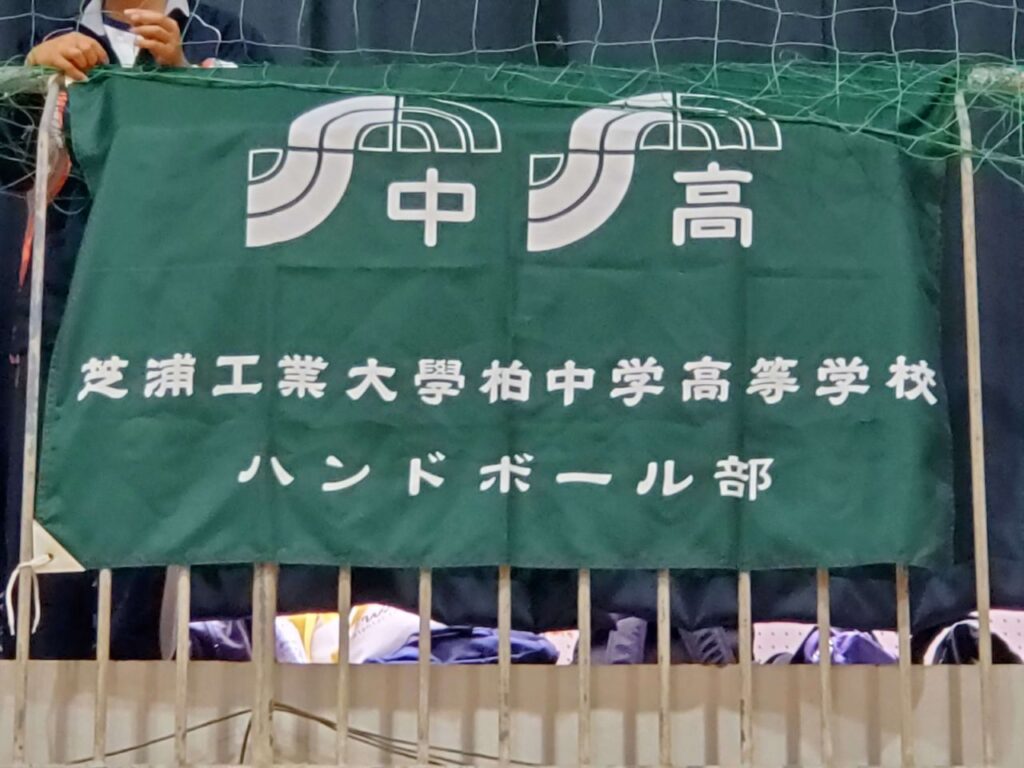 中 高
芝浦工業大學柏中学高等学校
ハンドボール部